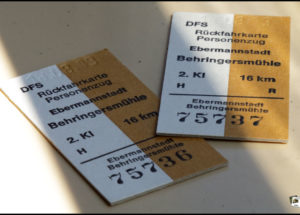 DFS
Rückfahrkarte
Personenzug
Ebermannstadt
Behringersmühle
2. Kl 16 km
H
Ebermannstadt
Behringersmühle
75736
DFS
Rückfahrkarte
Personenzug
Ebermannstadt
Behringersmühle
2. Kl 16 km
H R
Ebermannstadt
Behringersmühle
75737